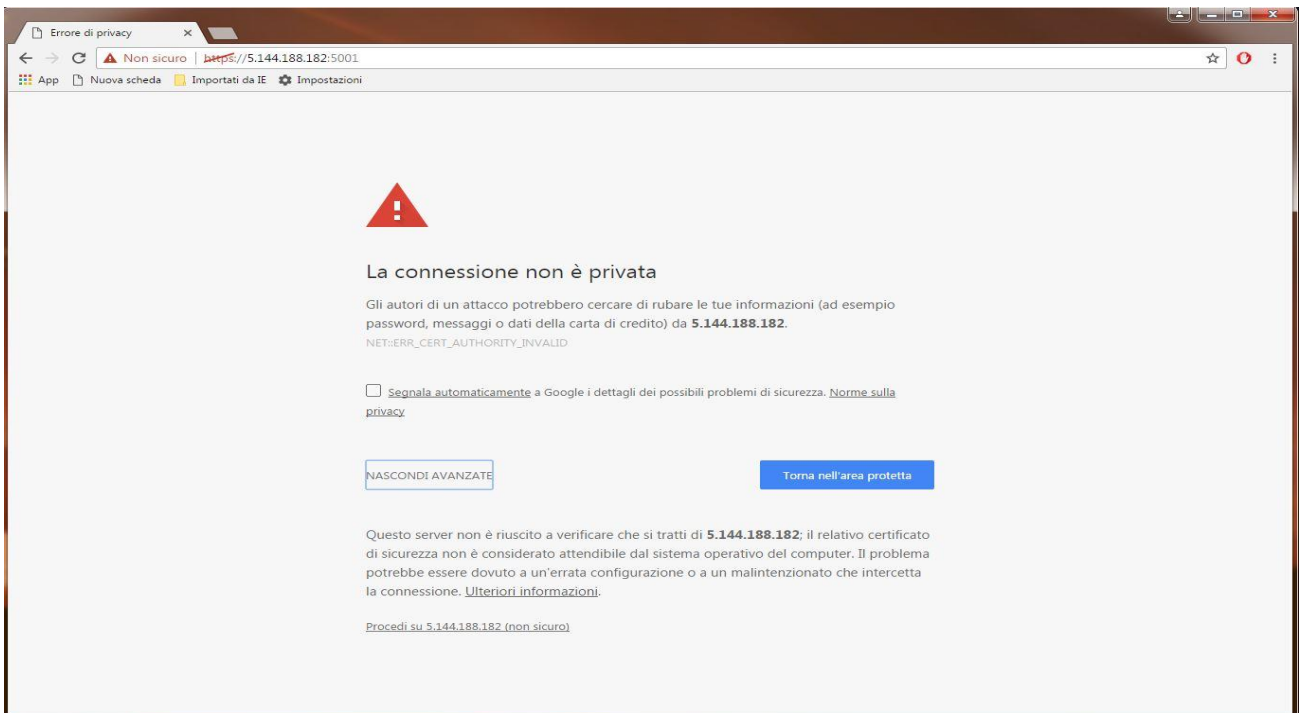 Errore di privacy
Non sicuro | https://5.144.188.182:5001
App Nuova scheda Importati da IE Impostazioni
La connessione non è privata
Gli autori di un attacco potrebbero cercare di rubare le tue informazioni (ad esempio
password, messaggi o dati della carta di credito) da 5.144.188.182.
NET::ERR_CERT_AUTHORITY_INVALID
Segnala automaticamente a Google i dettagli dei possibili problemi di sicurezza. Norme sulla
privacy
NASCONDI AVANZATE Torna nell'area protetta
Questo server non è riuscito a verificare che si tratti di 5.144.188.182; il relativo certificato
di sicurezza non è considerato attendibile dal sistema operativo del computer. Il problema
potrebbe essere dovuto a un'errata configurazione o a un malintenzionato che intercetta
la connessione. Ulteriori informazioni.
Procedi su 5.144.188.182 (non sicuro)